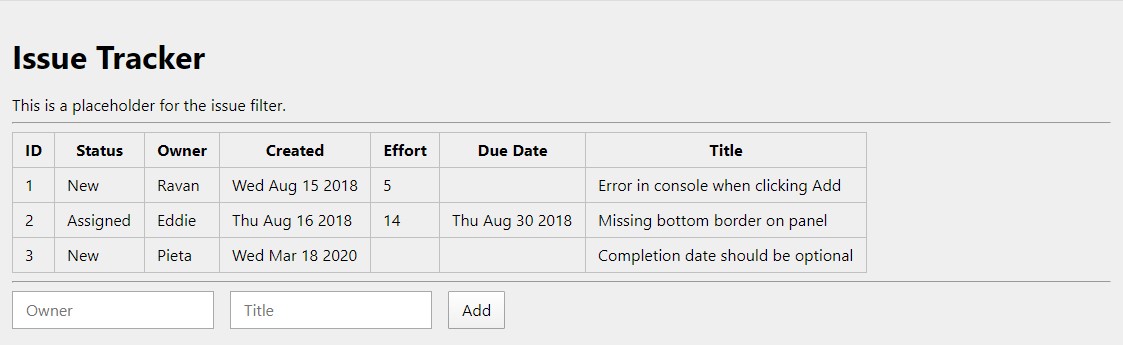 Issue Tracker
This is a placeholder for the issue filter.
ID Status Owner Created Effort Due Date Title
1 New Ravan Wed Aug 15 2018 5 Error in console when clicking Add
2 Assigned Eddie Thu Aug 16 2018 14 Thu Aug 30 2018 Missing bottom border on panel
3 New Pieta Wed Mar 18 2020 Completion date should be optional
Owner Title Add